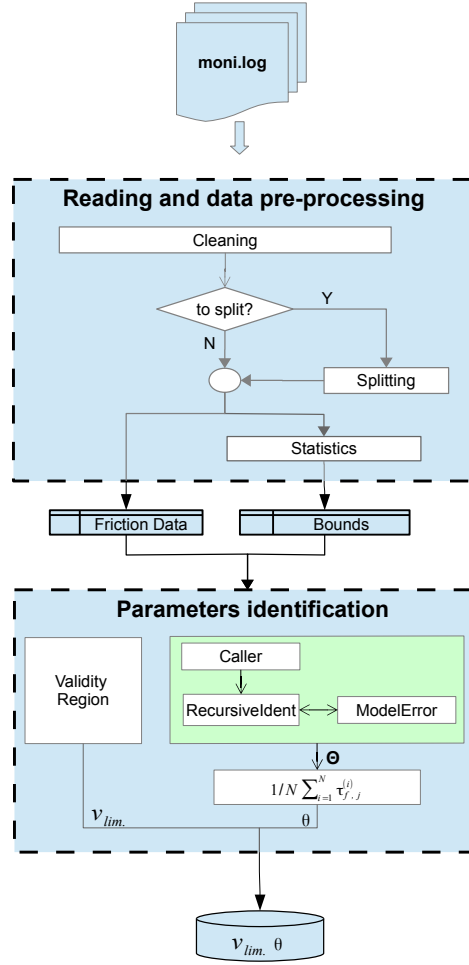 moni.log
Reading and data pre-processing
Cleaning
to split?
Y
N
Splitting
Statistics
Friction Data
Bounds
Parameters identification
Validity
Region
Caller
RecursiveIdent
ModelError
Θ
1/N ∑_{i=1}^{N} τ_{f,j}^{(i)}
v_{lim.}
θ
v_{lim.} θ